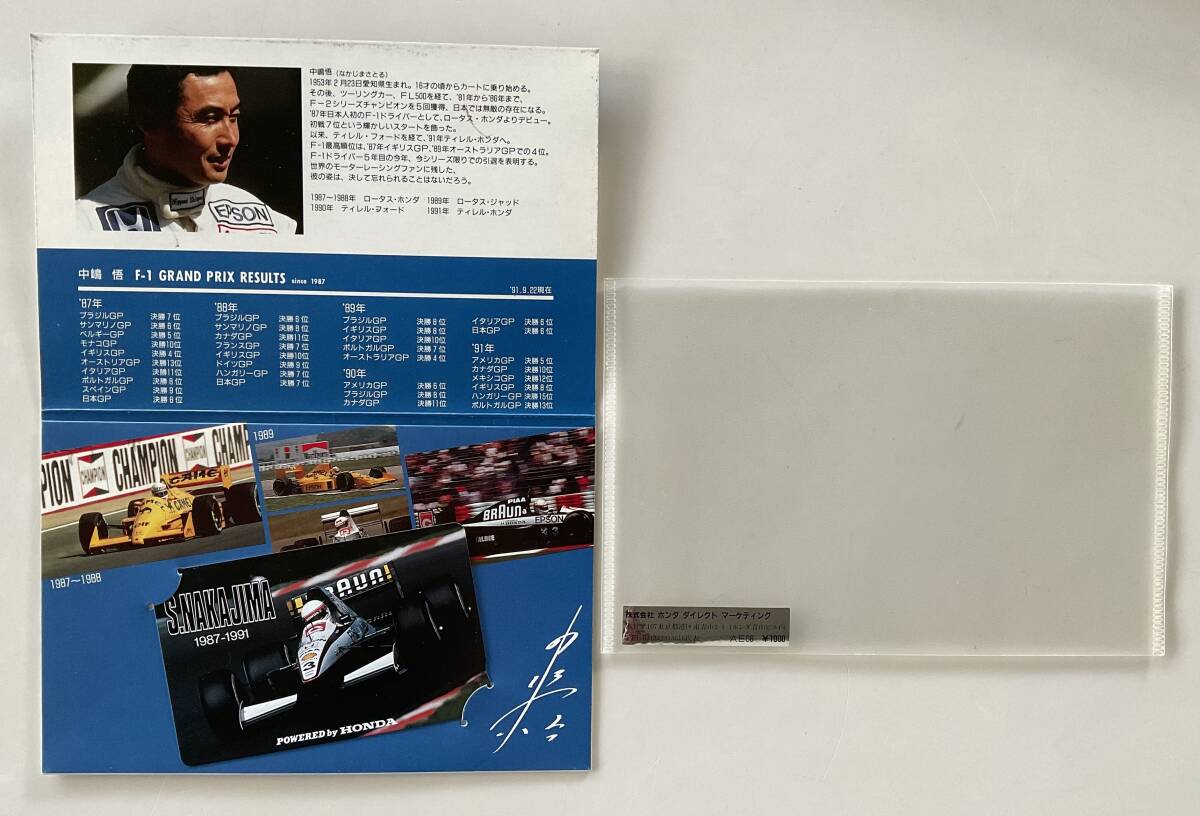 中嶋悟（なかじまさとる）
1953年2月23日愛知県生まれ。16才の頃からカートに乗り始める。
その後、ツーリングカー、FL500を経て、'81年から'86年まで、
F-2シリーズチャンピオンを5回獲得、日本では無敵の存在になる。
'87年日本人初のF-1ドライバーとして、ロータス・ホンダよりデビュー。
初戦7位という輝かしいスタートを飾った。
以来、ティレル・フォードを経て、'91年ティレル・ホンダへ。
F-1最高順位は、'87年イギリスGP、'89年オーストラリアGPでの4位。
F-1ドライバー5年目の今年、今シーズン限りでの引退を表明する。
世界のモーターレーシングファンに残した、
彼の姿は、決して忘れられることはないだろう。
1987〜1988年 ロータス・ホンダ 1989年 ロータス・ジャッド
1990年 ティレル・フォード 1991年 ティレル・ホンダ
EPSON
中嶋 悟 F-1 GRAND PRIX RESULTS since 1987
'91.9.22現在
'87年
ブラジルGP 決勝7位
サンマリノGP 決勝6位
ベルギーGP 決勝5位
モナコGP 決勝10位
イギリスGP 決勝4位
オーストリアGP 決勝13位
イタリアGP 決勝11位
ポルトガルGP 決勝8位
スペインGP 決勝9位
日本GP 決勝6位
'88年
ブラジルGP 決勝6位
サンマリノGP 決勝8位
カナダGP 決勝11位
フランスGP 決勝7位
イギリスGP 決勝10位
ドイツGP 決勝9位
ハンガリーGP 決勝7位
日本GP 決勝7位
'89年
ブラジルGP 決勝8位
イギリスGP 決勝8位
イタリアGP 決勝10位
ポルトガルGP 決勝7位
オーストラリアGP 決勝4位
'90年
アメリカGP 決勝6位
ブラジルGP 決勝8位
カナダGP 決勝11位
イタリアGP 決勝6位
日本GP 決勝6位
'91年
アメリカGP 決勝5位
カナダGP 決勝10位
メキシコGP 決勝12位
イギリスGP 決勝8位
ハンガリーGP 決勝15位
ポルトガルGP 決勝13位
CHAMPION
CHAMPION
CHAM
CAMEL
1987〜1988
1989
EPSON
PIAA
BRAUN
HONDA
EPSON
S.NAKAJIMA
1987-1991
BRAUN
3
POWERED by HONDA
中嶋悟
株式会社 ホンダ ダイレクト マーケティング
AE06 ¥1000